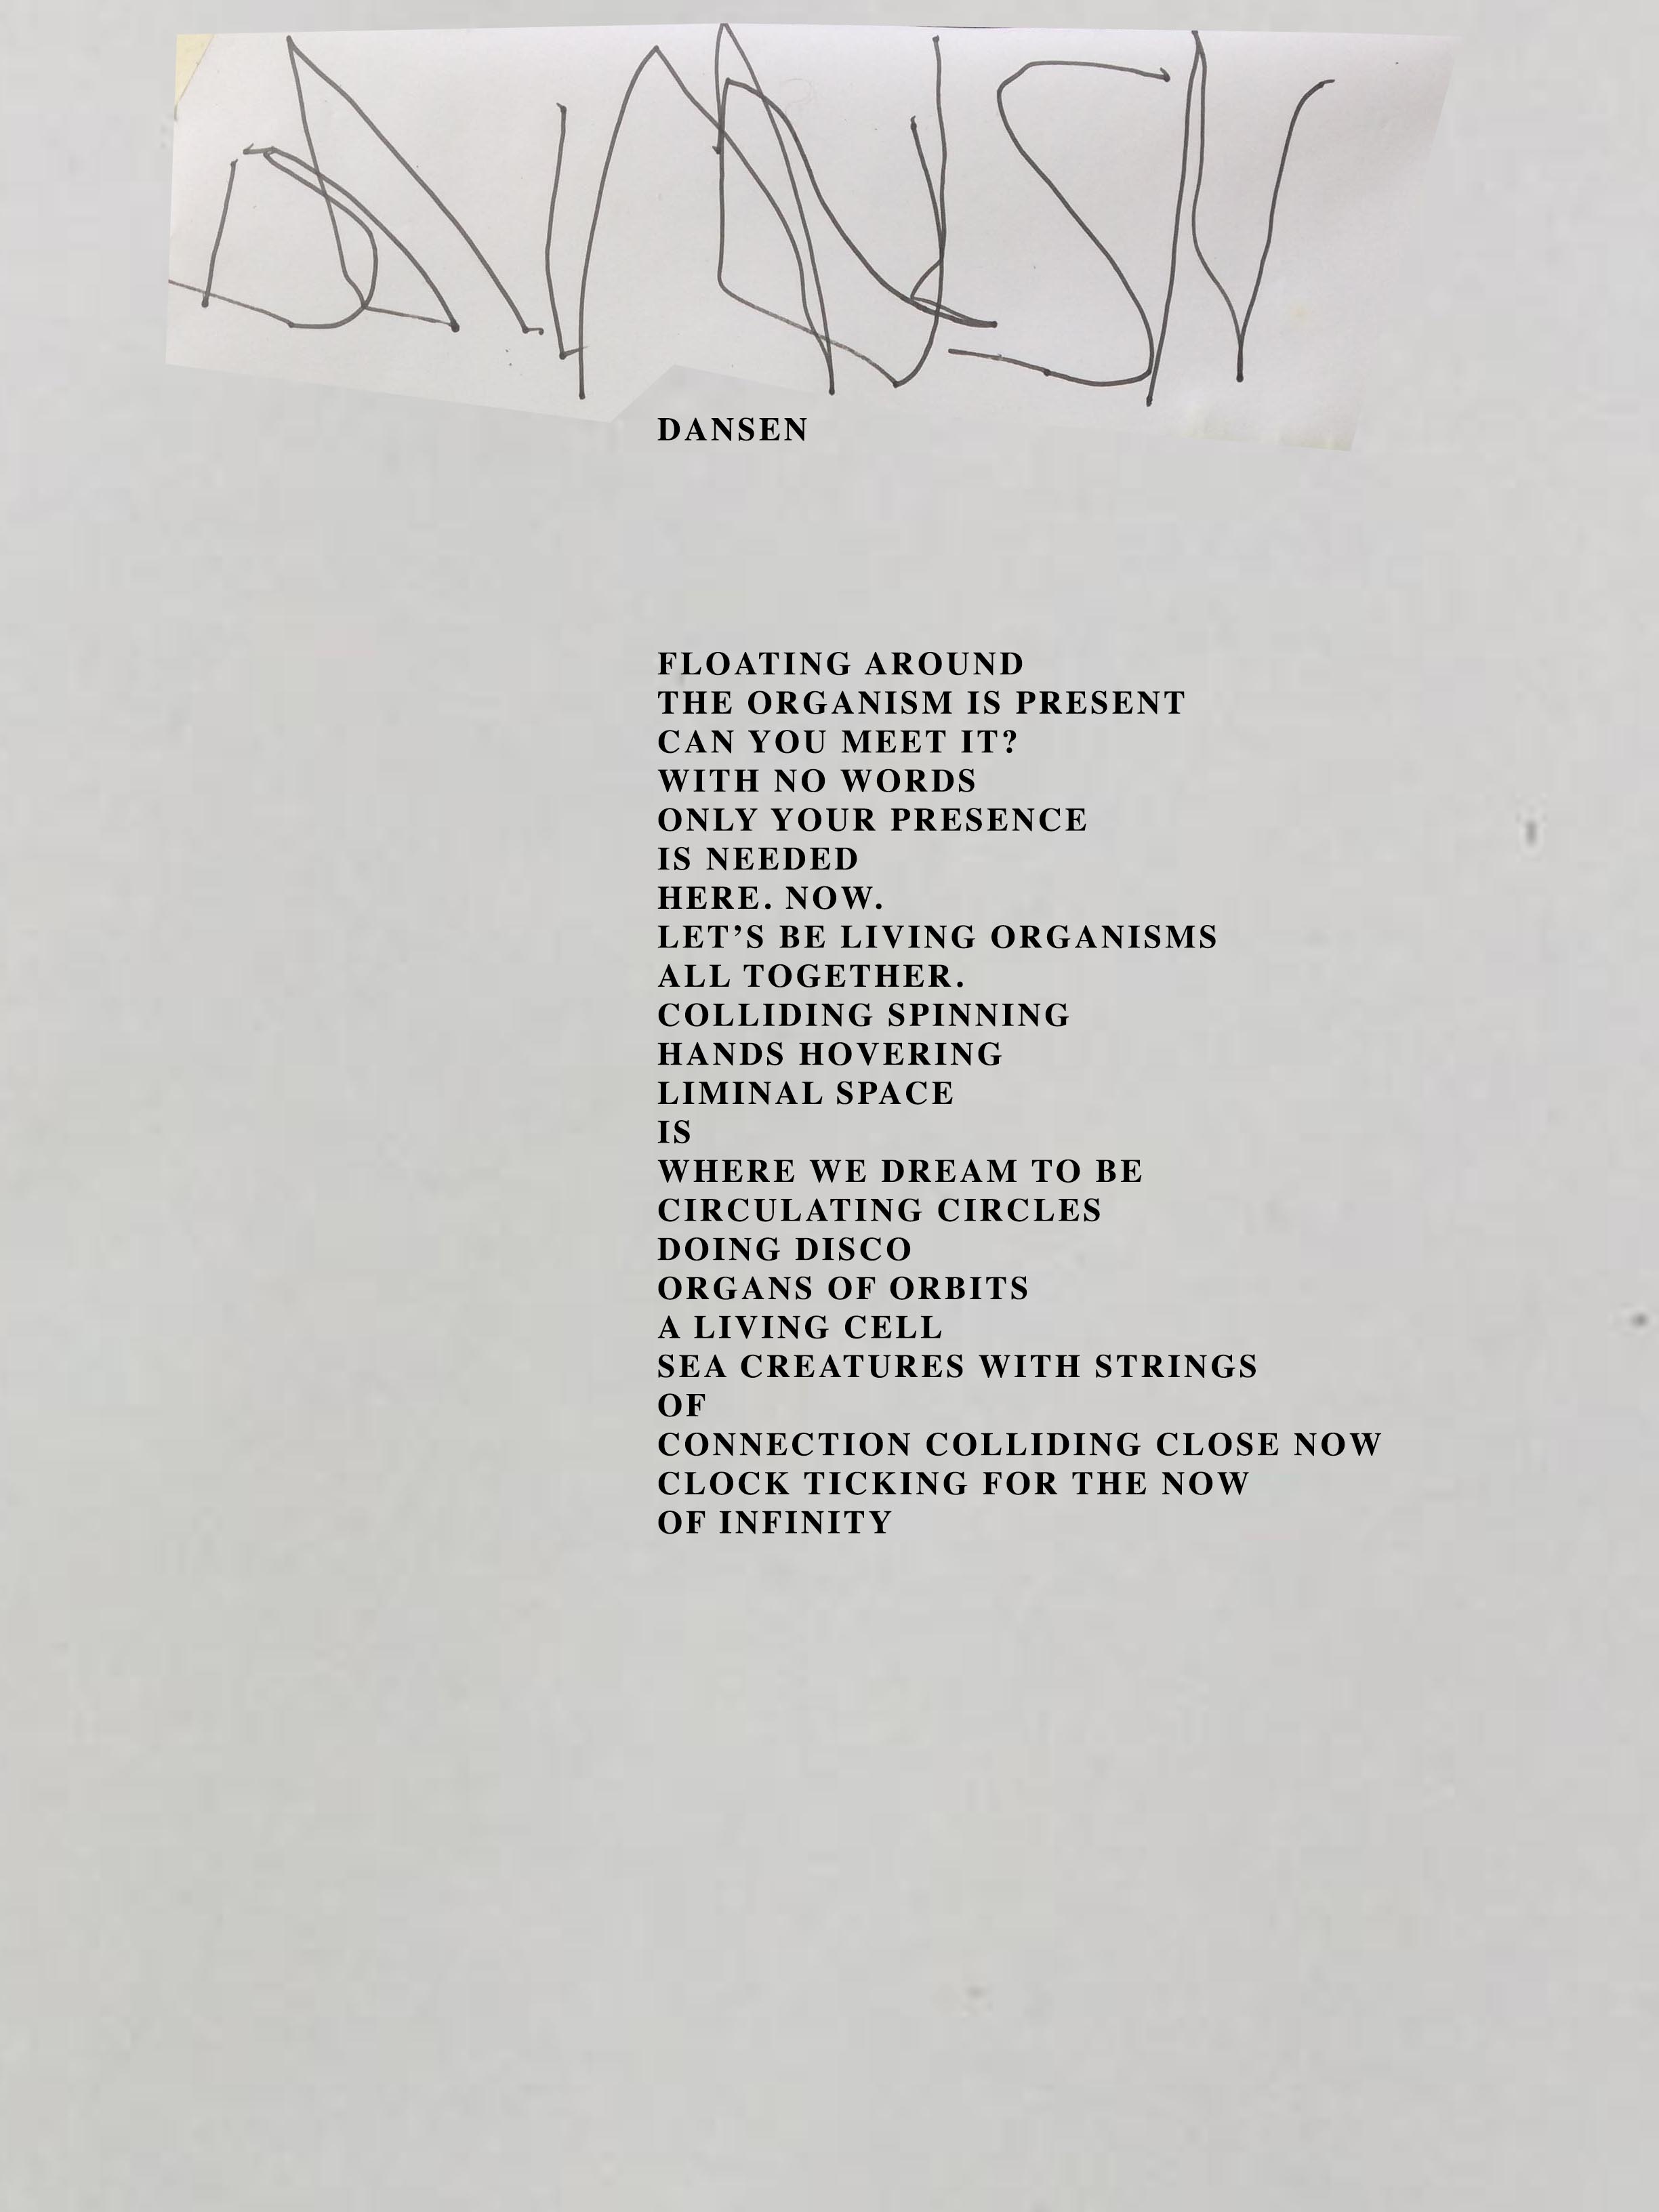 DANSEN
FLOATING AROUND
THE ORGANISM IS PRESENT
CAN YOU MEET IT?
WITH NO WORDS
ONLY YOUR PRESENCE
IS NEEDED
HERE. NOW.
LET’S BE LIVING ORGANISMS
ALL TOGETHER.
COLLIDING SPINNING
HANDS HOVERING
LIMINAL SPACE
IS
WHERE WE DREAM TO BE
CIRCULATING CIRCLES
DOING DISCO
ORGANS OF ORBITS
A LIVING CELL
SEA CREATURES WITH STRINGS
OF
CONNECTION COLLIDING CLOSE NOW
CLOCK TICKING FOR THE NOW
OF INFINITY